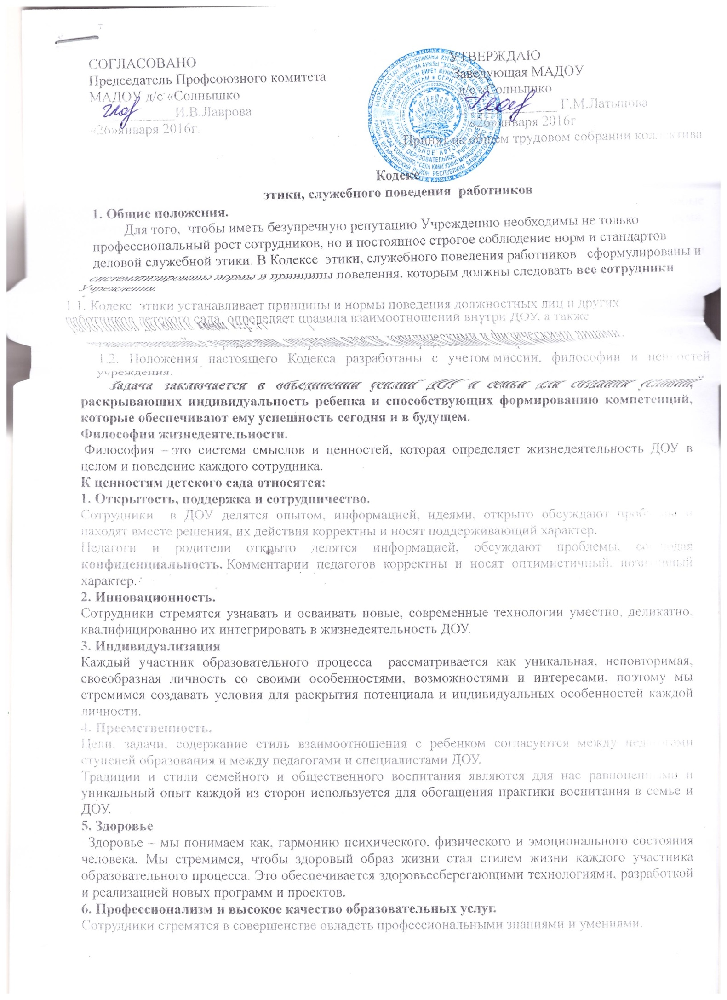 СОГЛАСОВАНО
Председатель Профсоюзного комитета
МАДОУ д/с «Солнышко
И.В.Лаврова
«26»января 2016г.
УТВЕРЖДАЮ
Заведующая МАДОУ
д/с «Солнышко
Г.М.Латыпова
«26»января 2016г
Принят на общем трудовом собрании коллектива
Кодекс
этики, служебного поведения работников
1. Общие положения.
Для того, чтобы иметь безупречную репутацию Учреждению необходимы не только
профессиональный рост сотрудников, но и постоянное строгое соблюдение норм и стандартов
деловой служебной этики. В Кодексе этики, служебного поведения работников сформулированы и
систематизированы нормы и принципы поведения, которым должны следовать все сотрудники
Учреждения.
1.1. Кодекс этики устанавливает принципы и нормы поведения должностных лиц и других
работников детского сада, определяет правила взаимоотношений внутри ДОУ, а также
юридическими и физическими лицами.
1.2. Положения настоящего Кодекса разработаны с учетом миссии, философии и ценностей
учреждения.
Задача заключается в объединении усилий ДОУ и семьи для создания условий,
раскрывающих индивидуальность ребенка и способствующих формированию компетенций,
которые обеспечивают ему успешность сегодня и в будущем.
Философия жизнедеятельности.
Философия – это система смыслов и ценностей, которая определяет жизнедеятельность ДОУ в
целом и поведение каждого сотрудника.
К ценностям детского сада относятся:
1. Открытость, поддержка и сотрудничество.
Сотрудники в ДОУ делятся опытом, информацией, идеями, открыто обсуждают проблемы и
находят вместе решения, их действия корректны и носят поддерживающий характер.
Педагоги и родители открыто делятся информацией, обсуждают проблемы, соблюдая
конфиденциальность. Комментарии педагогов корректны и носят оптимистичный, позитивный
характер.
2. Инновационность.
Сотрудники стремятся узнавать и осваивать новые, современные технологии уместно, деликатно,
квалифицированно их интегрировать в жизнедеятельность ДОУ.
3. Индивидуализация
Каждый участник образовательного процесса рассматривается как уникальная, неповторимая,
своеобразная личность со своими особенностями, возможностями и интересами, поэтому мы
стремимся создавать условия для раскрытия потенциала и индивидуальных особенностей каждой
личности.
4. Преемственность.
Цели, задачи, содержание стиль взаимоотношения с ребенком согласуются между педагогами
ступеней образования и между педагогами и специалистами ДОУ.
Традиции и стили семейного и общественного воспитания являются для нас равноценными и
уникальный опыт каждой из сторон используется для обогащения практики воспитания в семье и
ДОУ.
5. Здоровье
Здоровье – мы понимаем как, гармонию психического, физического и эмоционального состояния
человека. Мы стремимся, чтобы здоровый образ жизни стал стилем жизни каждого участника
образовательного процесса. Это обеспечивается здоровьесберегающими технологиями, разработкой
и реализацией новых программ и проектов.
6. Профессионализм и высокое качество образовательных услуг.
Сотрудники стремятся в совершенстве овладеть профессиональными знаниями и умениями.